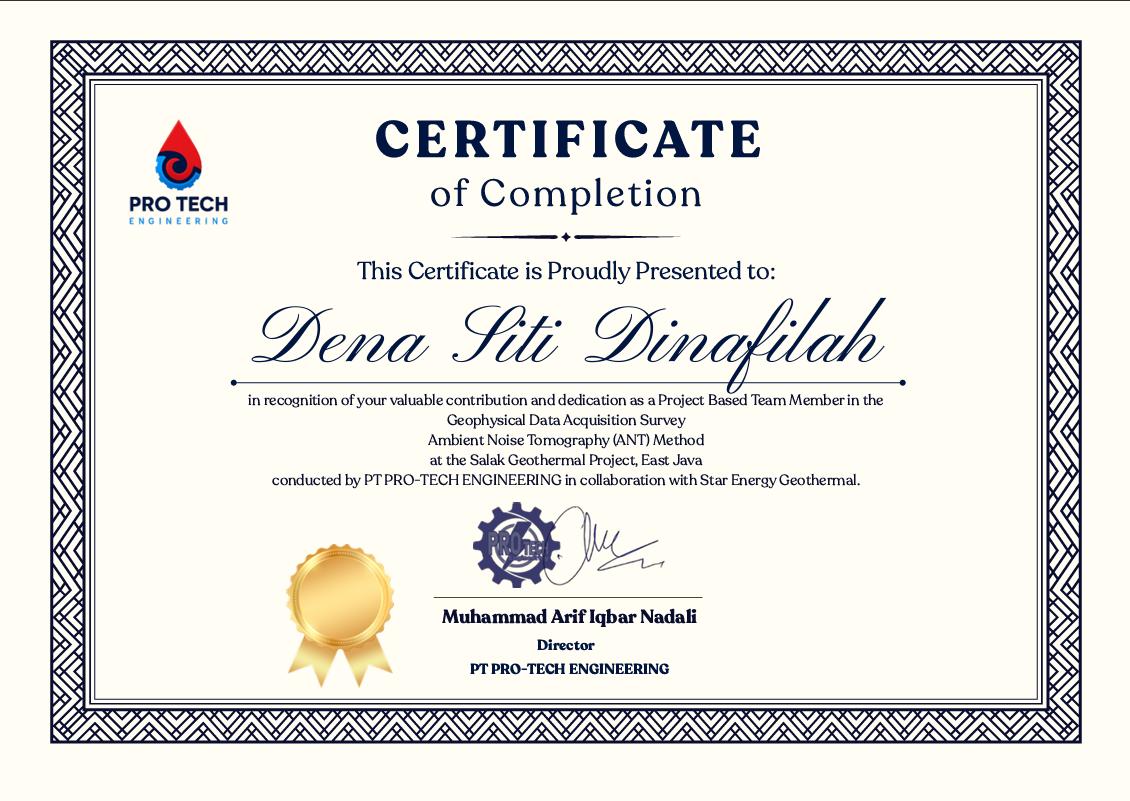 PRO TECH
ENGINEERING
CERTIFICATE
of Completion
This Certificate is Proudly Presented to:
Dena Siti Dinafilah
in recognition of your valuable contribution and dedication as a Project Based Team Member in the
Geophysical Data Acquisition Survey
Ambient Noise Tomography (ANT) Method
at the Salak Geothermal Project, East Java
conducted by PT PRO-TECH ENGINEERING in collaboration with Star Energy Geothermal.
PROTECH
Muhammad Arif Iqbar Nadali
Director
PT PRO-TECH ENGINEERING